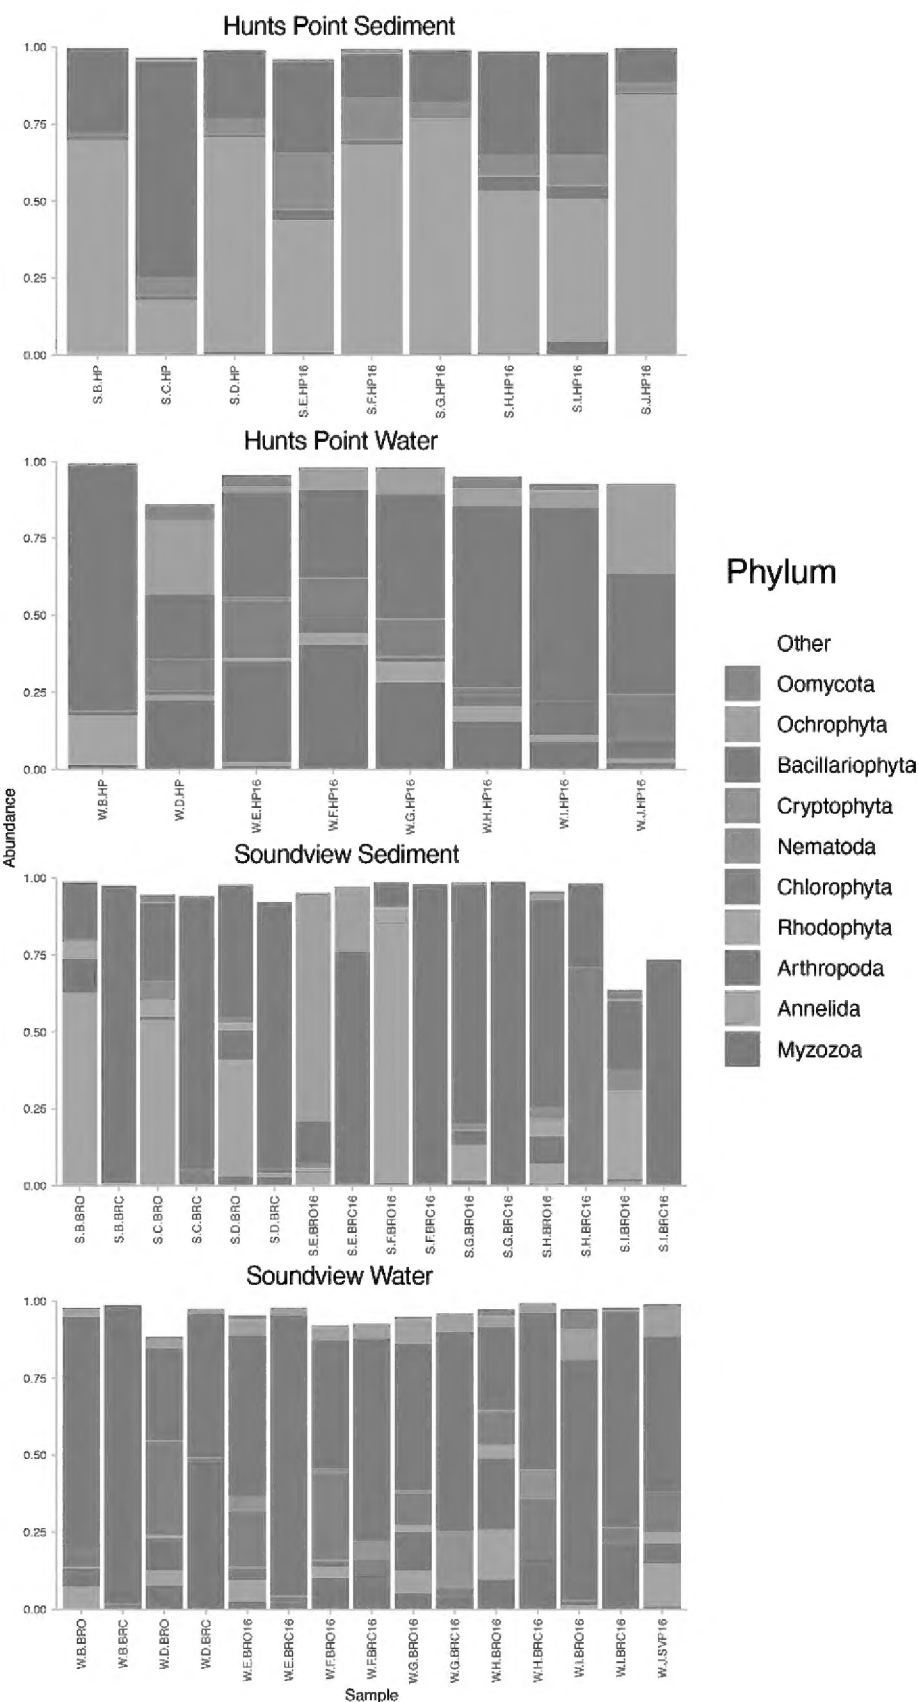 Hunts Point Sediment
1.00
0.75
0.50
0.25
0.00
S.B.HP
S.C.HP
S.D.HP
S.E.HP16
S.F.HP16
S.G.HP16
S.H.HP16
S.I.HP16
S.J.HP16
Hunts Point Water
1.00
0.75
0.50
0.25
0.00
W.B.HP
W.D.HP
W.E.HP16
W.F.HP16
W.G.HP16
W.H.HP16
W.I.HP16
W.J.HP16
Abundance
Soundview Sediment
1.00
0.75
0.50
0.25
0.00
S.B.BRO
S.B.BRC
S.C.BRO
S.C.BRC
S.D.BRO
S.D.BRC
S.E.BRO16
S.E.BRC16
S.F.BRO16
S.F.BRC16
S.G.BRO16
S.G.BRC16
S.H.BRO16
S.H.BRC16
S.I.BRO16
S.I.BRC16
Soundview Water
1.00
0.75
0.50
0.25
0.00
W.B.BRO
W.B.BRC
W.D.BRO
W.D.BRC
W.E.BRO16
W.E.BRC16
W.F.BRO16
W.F.BRC16
W.G.BRO16
W.G.BRC16
W.H.BRO16
W.H.BRC16
W.I.BRO16
W.I.BRC16
W.J.SVP16
Sample
Phylum
Other
Oomycota
Ochrophyta
Bacillariophyta
Cryptophyta
Nematoda
Chlorophyta
Rhodophyta
Arthropoda
Annelida
Myzozoa